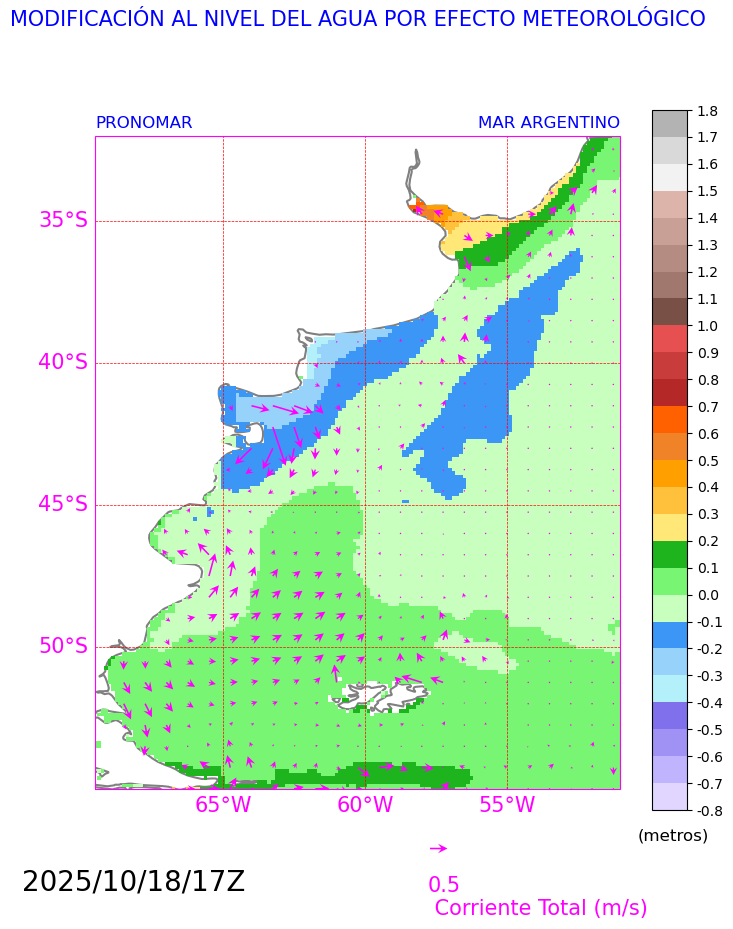 MODIFICACIÓN AL NIVEL DEL AGUA POR EFECTO METEOROLÓGICO
PRONOMAR MAR ARGENTINO
35°S
40°S
45°S
50°S
65°W 60°W 55°W
1.8
1.7
1.6
1.5
1.4
1.3
1.2
1.1
1.0
0.9
0.8
0.7
0.6
0.5
0.4
0.3
0.2
0.1
0.0
-0.1
-0.2
-0.3
-0.4
-0.5
-0.6
-0.7
-0.8
(metros)
2025/10/18/17Z
0.5
Corriente Total (m/s)